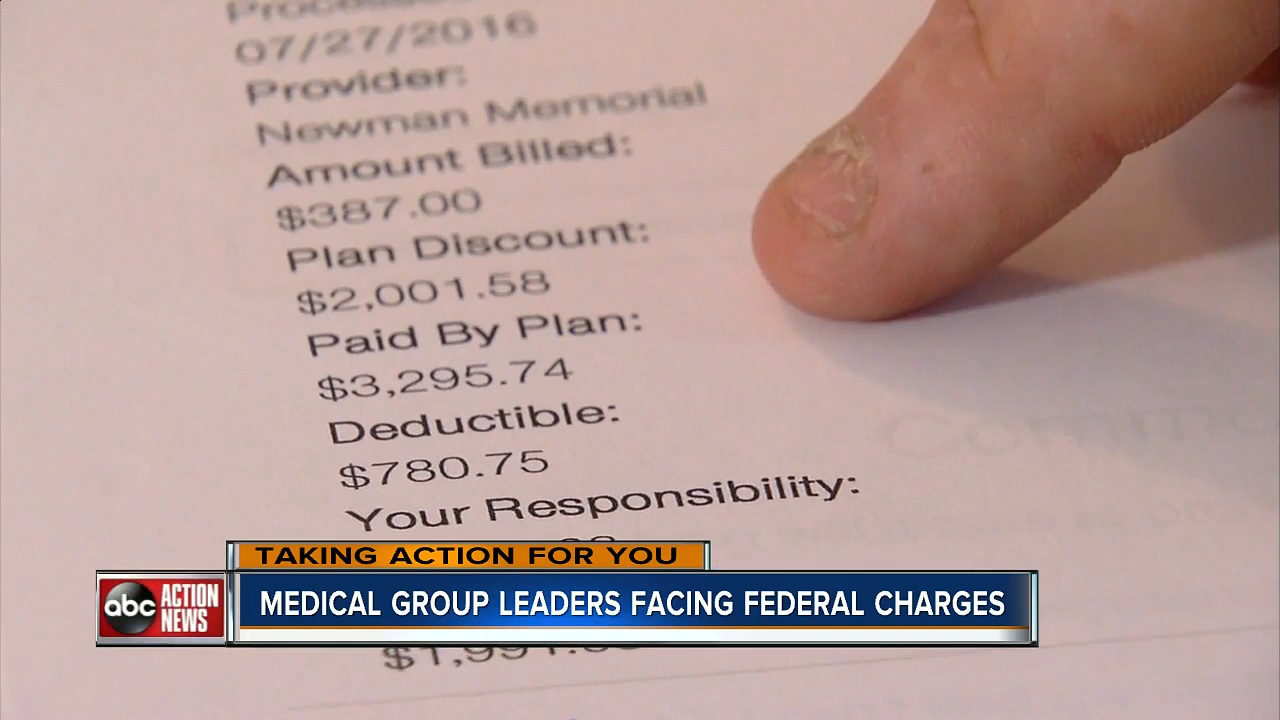 Processed
07/27/2016
Provider:
Newman Memorial
Amount Billed:
$387.00
Plan Discount:
$2,001.58
Paid By Plan:
$3,295.74
Deductible:
$780.75
Your Responsibility:
TAKING ACTION FOR YOU
abc ACTION NEWS
MEDICAL GROUP LEADERS FACING FEDERAL CHARGES